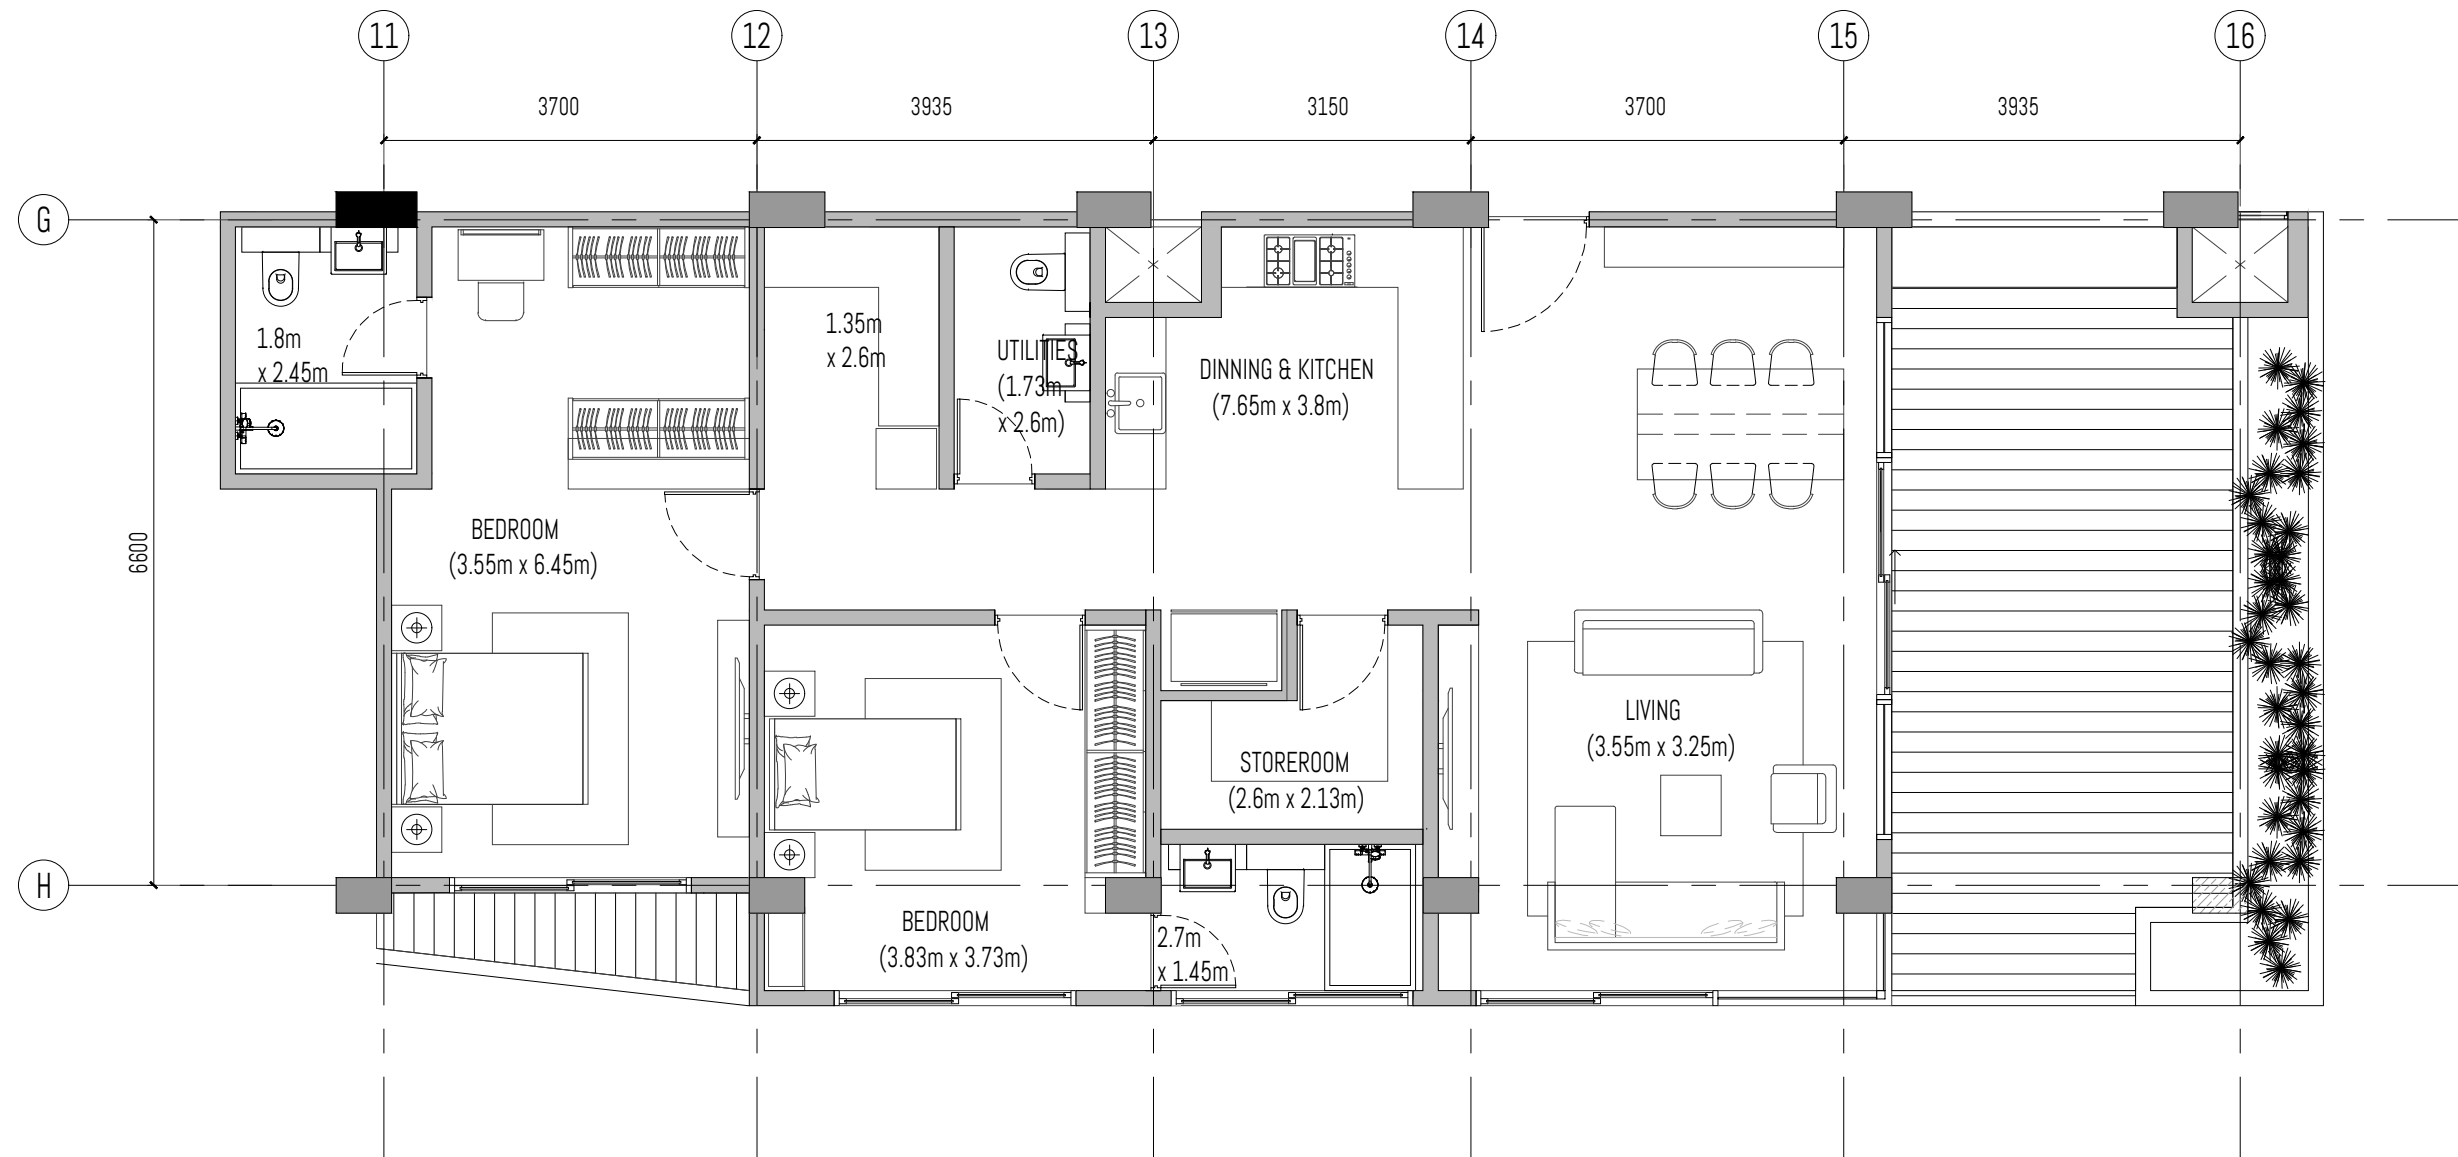 11
12
13
14
15
16
3700
3935
3150
3700
3935
G
6600
H
1.8m
x 2.45m
1.35m
x 2.6m
UTILITIES
(1.73m
x 2.6m)
DINNING & KITCHEN
(7.65m x 3.8m)
BEDROOM
(3.55m x 6.45m)
LIVING
(3.55m x 3.25m)
STOREROOM
(2.6m x 2.13m)
BEDROOM
(3.83m x 3.73m)
2.7m
x 1.45m